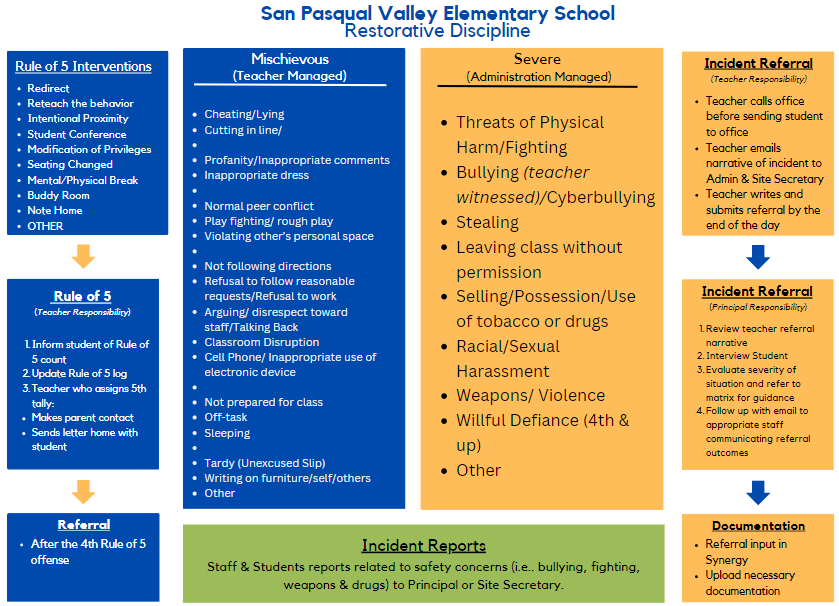 San Pasqual Valley Elementary School
Restorative Discipline
Rule of 5 Interventions
• Redirect
• Reteach the behavior
• Intentional Proximity
• Student Conference
• Modification of Privileges
• Seating Changed
• Mental/Physical Break
• Buddy Room
• Note Home
• OTHER
Rule of 5
(Teacher Responsibility)
1. Inform student of Rule of
5 count
2. Update Rule of 5 log
3. Teacher who assigns 5th
tally:
• Makes parent contact
• Sends letter home with
student
Referral
• After the 4th Rule of 5
offense
Mischievous
(Teacher Managed)
• Cheating/Lying
• Cutting in line/
•
• Profanity/Inappropriate comments
• Inappropriate dress
•
• Normal peer conflict
• Play fighting/ rough play
• Violating other's personal space
•
• Not following directions
• Refusal to follow reasonable
requests/Refusal to work
• Arguing/ disrespect toward
staff/Talking Back
• Classroom Disruption
• Cell Phone/ Inappropriate use of
electronic device
•
• Not prepared for class
• Off-task
• Sleeping
•
• Tardy (Unexcused Slip)
• Writing on furniture/self/others
• Other
Severe
(Administration Managed)
• Threats of Physical
Harm/Fighting
• Bullying (teacher
witnessed)/Cyberbullying
• Stealing
• Leaving class without
permission
• Selling/Possession/Use
of tobacco or drugs
• Racial/Sexual
Harassment
• Weapons/ Violence
• Willful Defiance (4th &
up)
• Other
Incident Reports
Staff & Students reports related to safety concerns (i.e.. bullying, fighting,
weapons & drugs) to Principal or Site Secretary.
Incident Referral
(Teacher Responsibility)
• Teacher calls office
before sending student
to office
• Teacher emails
narrative of incident to
Admin & Site Secretary
• Teacher writes and
submits referral by the
end of the day
Incident Referral
(Principal Responsibility)
1. Review teacher referral
narrative
2. Interview Student
3. Evaluate severity of
situation and refer to
matrix for guidance
4. Follow up with email to
appropriate staff
communicating referral
outcomes
Documentation
• Referral input in
Synergy
• Upload necessary
documentation